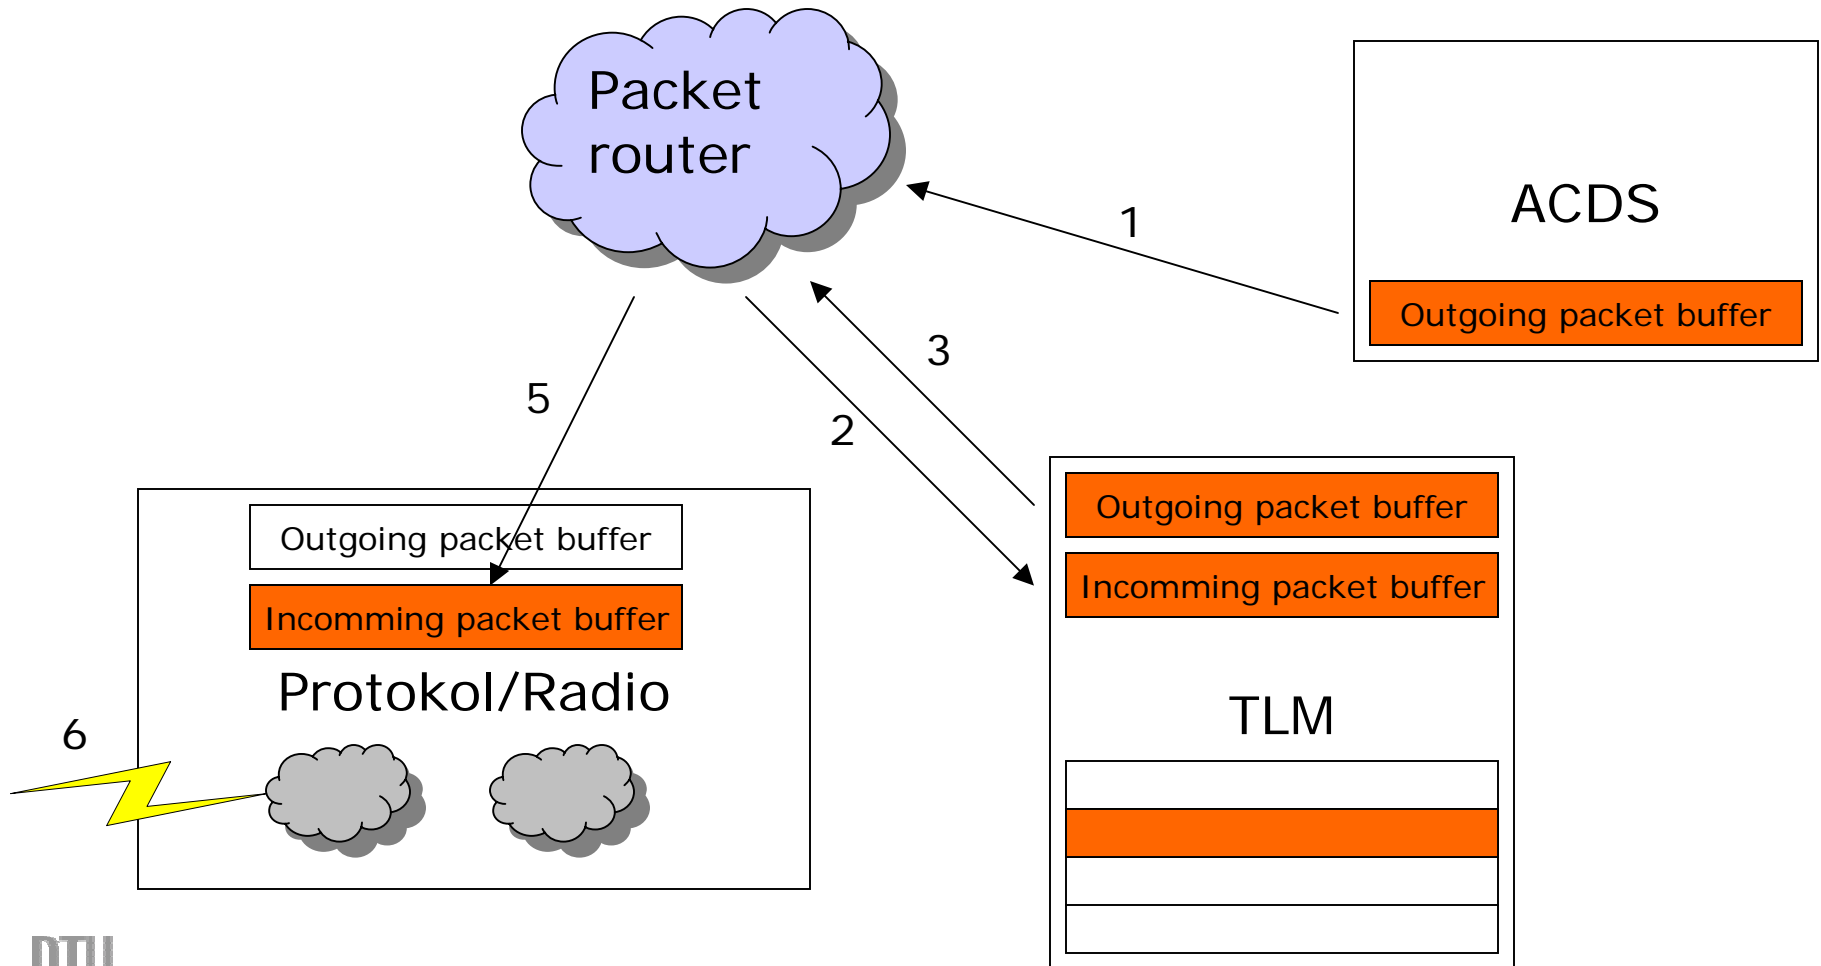 Packet
router
1
ACDS
Outgoing packet buffer
3
5
2
Outgoing packet buffer
Incomming packet buffer
TLM
Outgoing packet buffer
Incomming packet buffer
Protokol/Radio
6
DTU